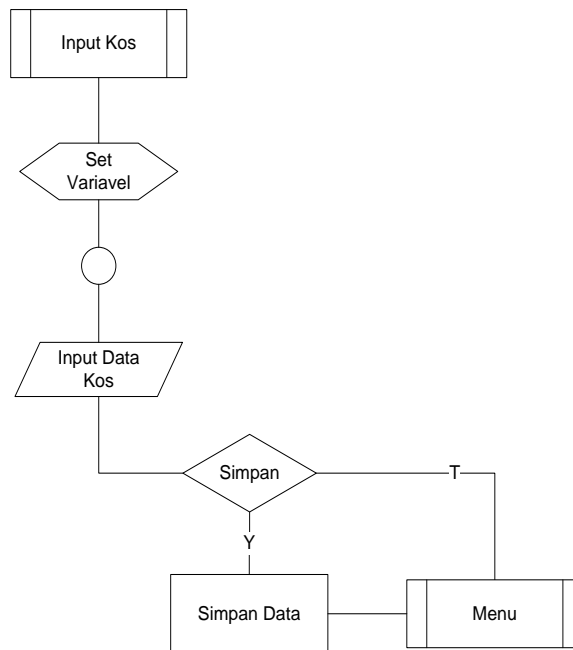 Input Kos
Set
Variavel
Input Data
Kos
Simpan
T
Y
Simpan Data
Menu